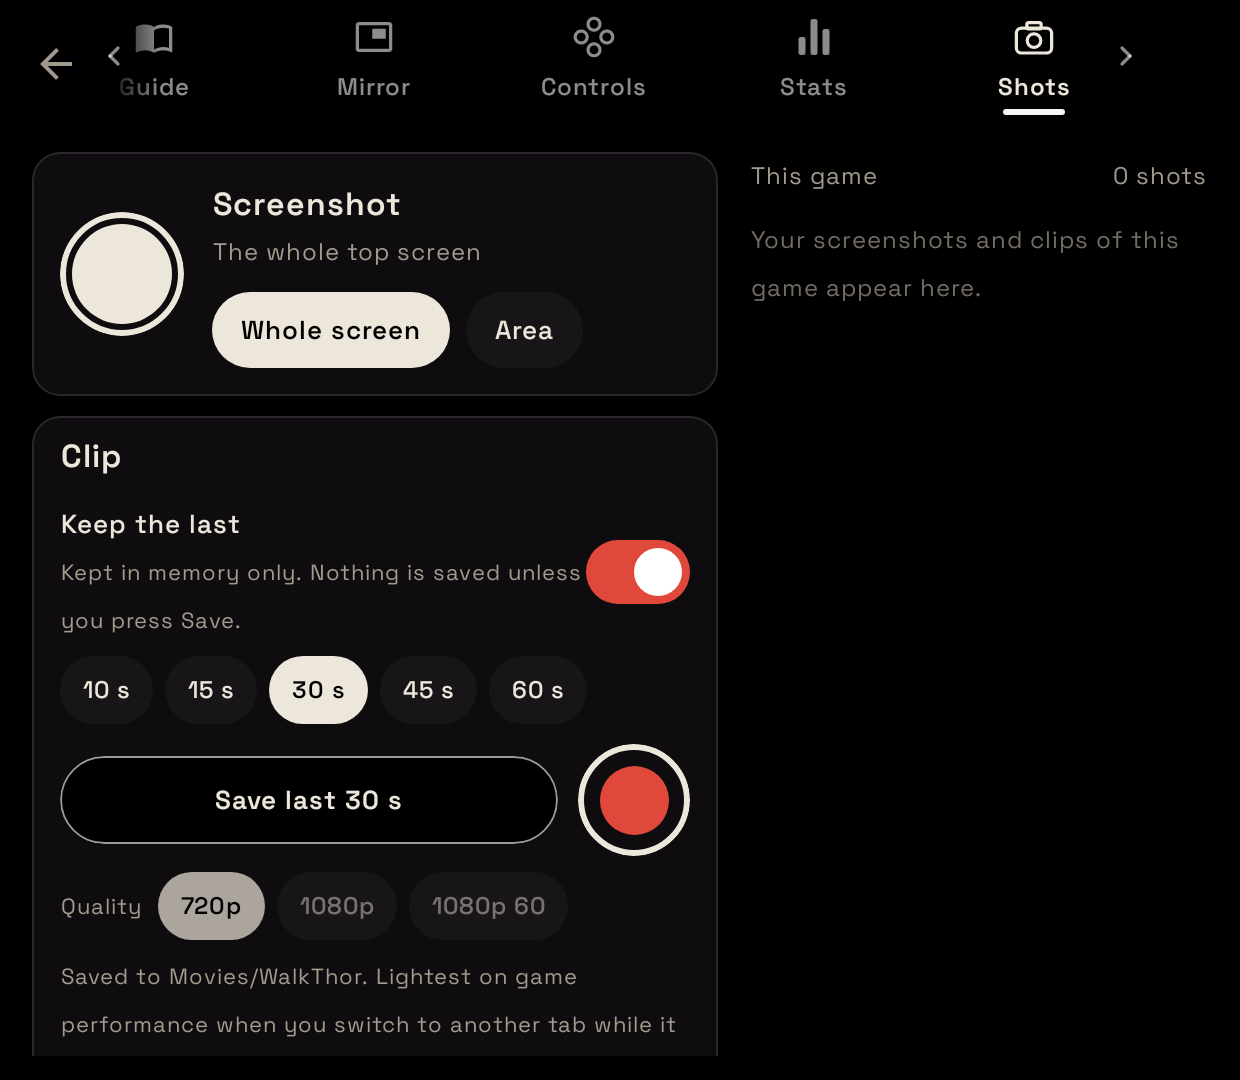 Guide
Mirror
Controls
Stats
Shots
Screenshot
The whole top screen
Whole screen
Area
Clip
Keep the last
Kept in memory only. Nothing is saved unless
you press Save.
10 s
15 s
30 s
45 s
60 s
Save last 30 s
Quality
720p
1080p
1080p 60
Saved to Movies/WalkThor. Lightest on game
performance when you switch to another tab while it
This game
0 shots
Your screenshots and clips of this
game appear here.